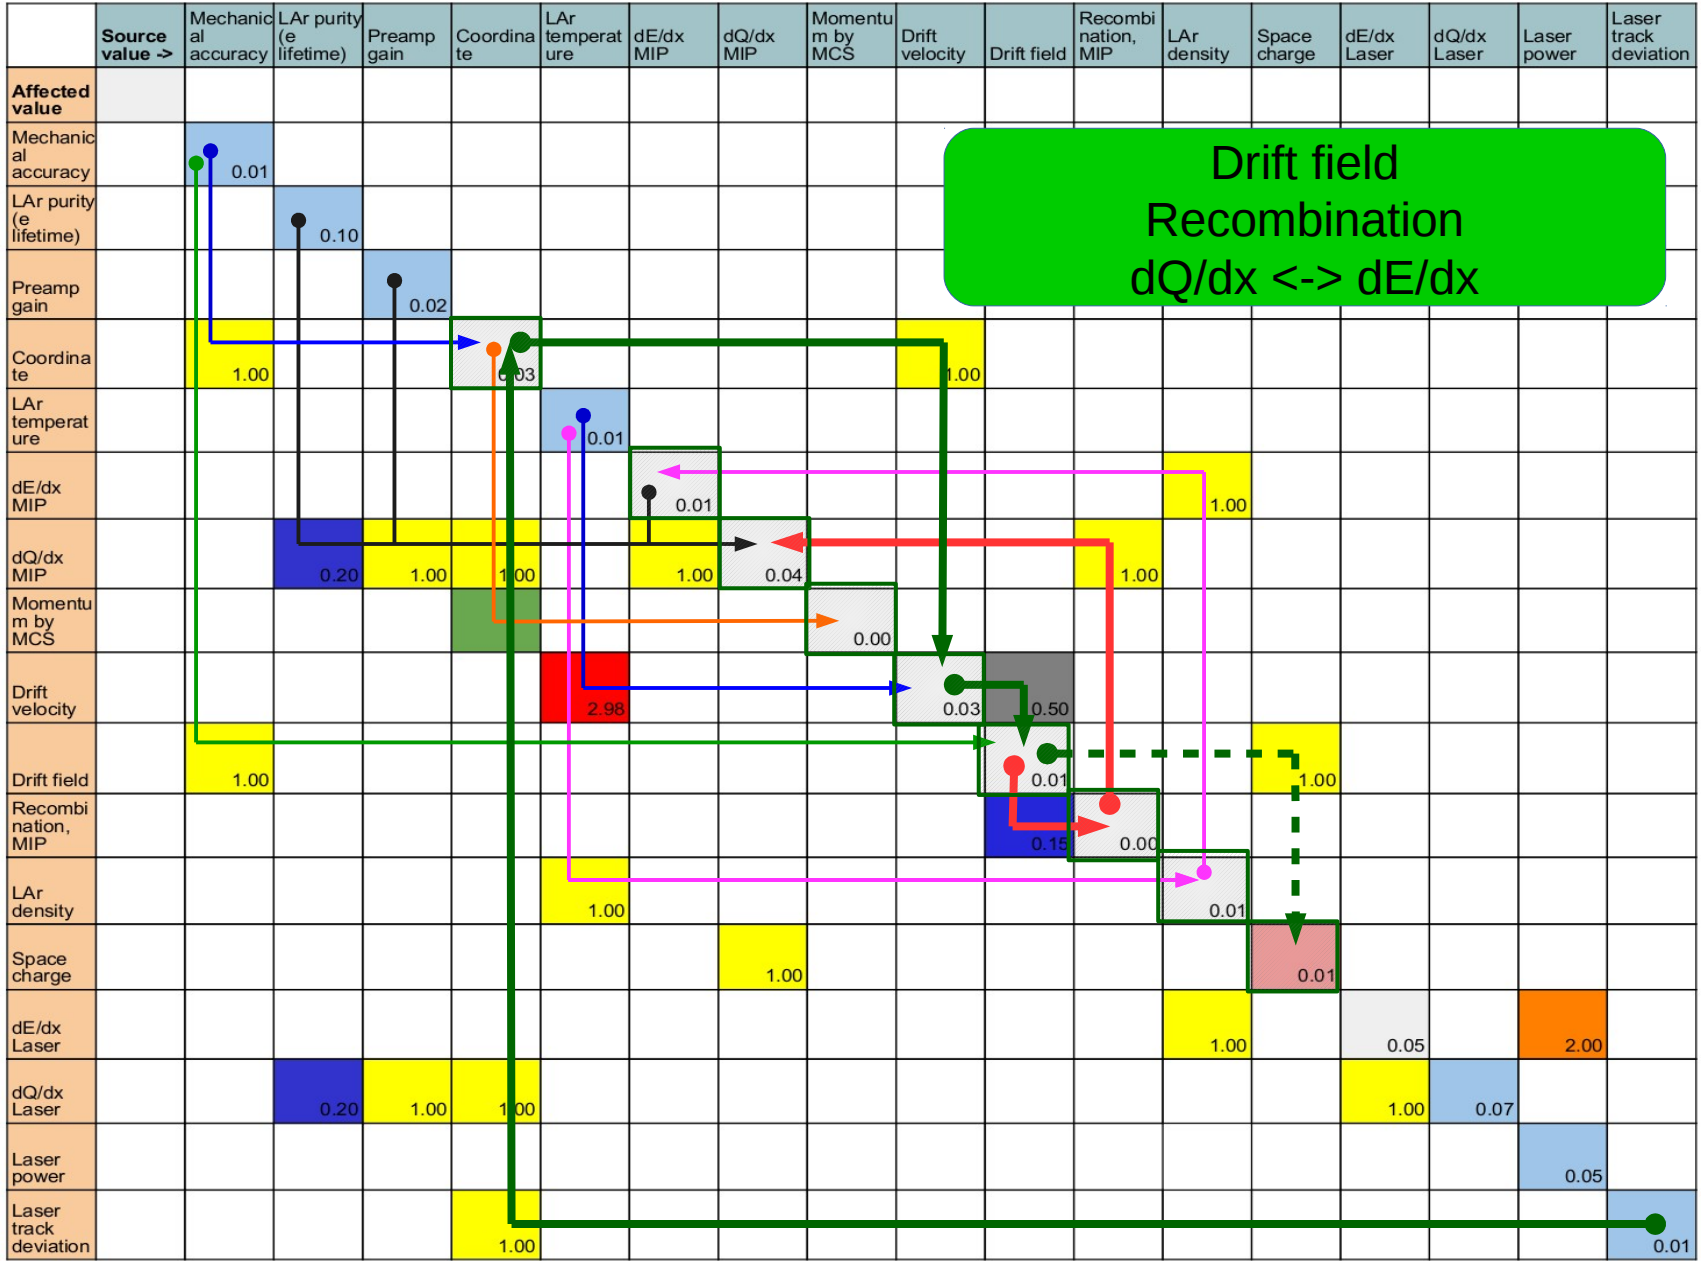 Source
value ->
Mechanic
al
accuracy
LAr purity
(e
lifetime)
Preamp
gain
Coordina
te
LAr
temperat
ure
dE/dx
MIP
dQ/dx
MIP
Momentu
m by
MCS
Drift
velocity
Drift field
Recombi
nation,
MIP
LAr
density
Space
charge
dE/dx
Laser
dQ/dx
Laser
Laser
power
Laser
track
deviation
Affected
value
Drift field
Recombination
dQ/dx <-> dE/dx
Mechanic
al
accuracy
0.01
LAr purity
(e
lifetime)
0.10
Preamp
gain
0.02
Coordina
te
1.00
0.03
1.00
LAr
temperat
ure
0.01
dE/dx
MIP
0.01
1.00
dQ/dx
MIP
0.20
1.00
1.00
1.00
0.04
1.00
Momentu
m by
MCS
0.00
Drift
velocity
2.98
0.03
0.50
Drift field
1.00
0.01
1.00
Recombi
nation,
MIP
0.15
0.00
LAr
density
1.00
0.01
Space
charge
1.00
0.01
dE/dx
Laser
1.00
0.05
2.00
dQ/dx
Laser
0.20
1.00
1.00
1.00
0.07
Laser
power
0.05
Laser
track
deviation
1.00
0.01